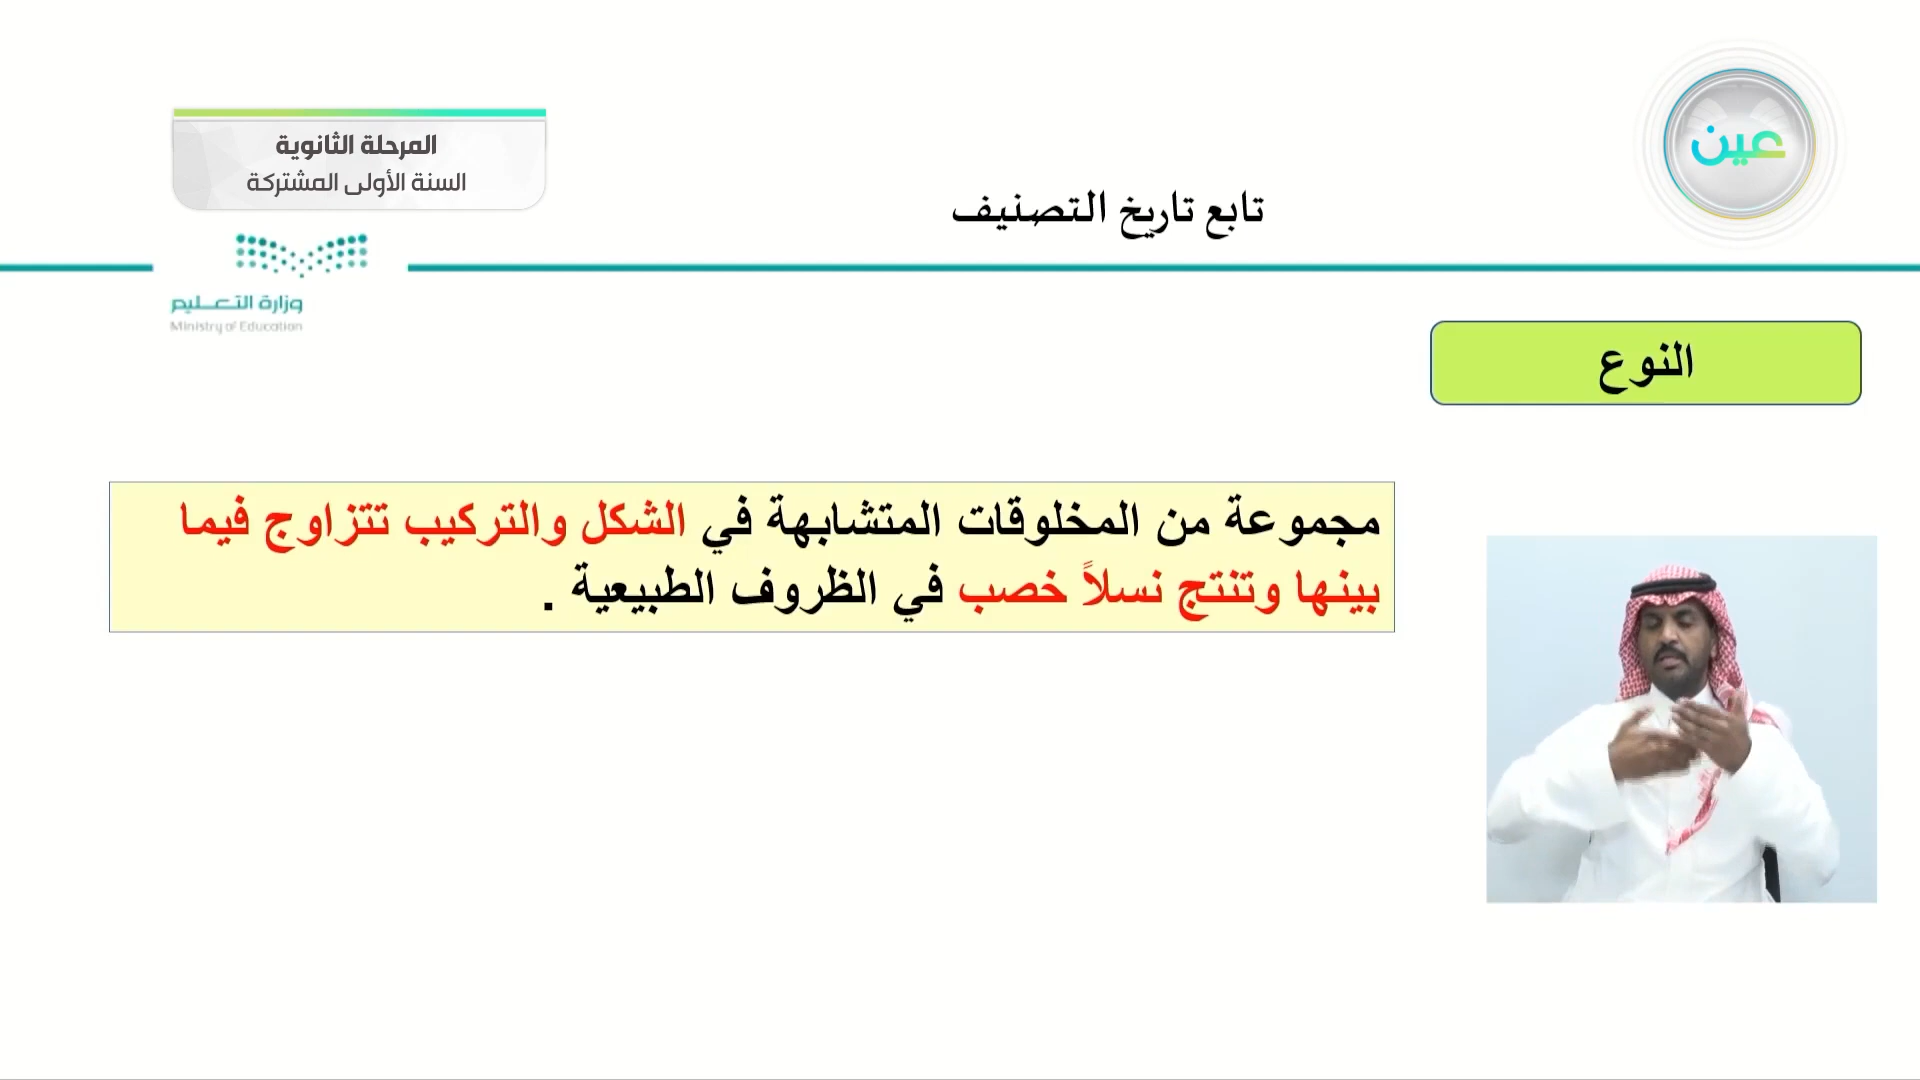 المرحلة الثانوية
السنة الأولى المشتركة
عين
تابع تاريخ التصنيف
وزارة التعليم
Ministry of Education
النوع
مجموعة من المخلوقات المتشابهة في الشكل والتركيب تتزاوج فيما
بينها وتنتج نسلاً خصب في الظروف الطبيعية .